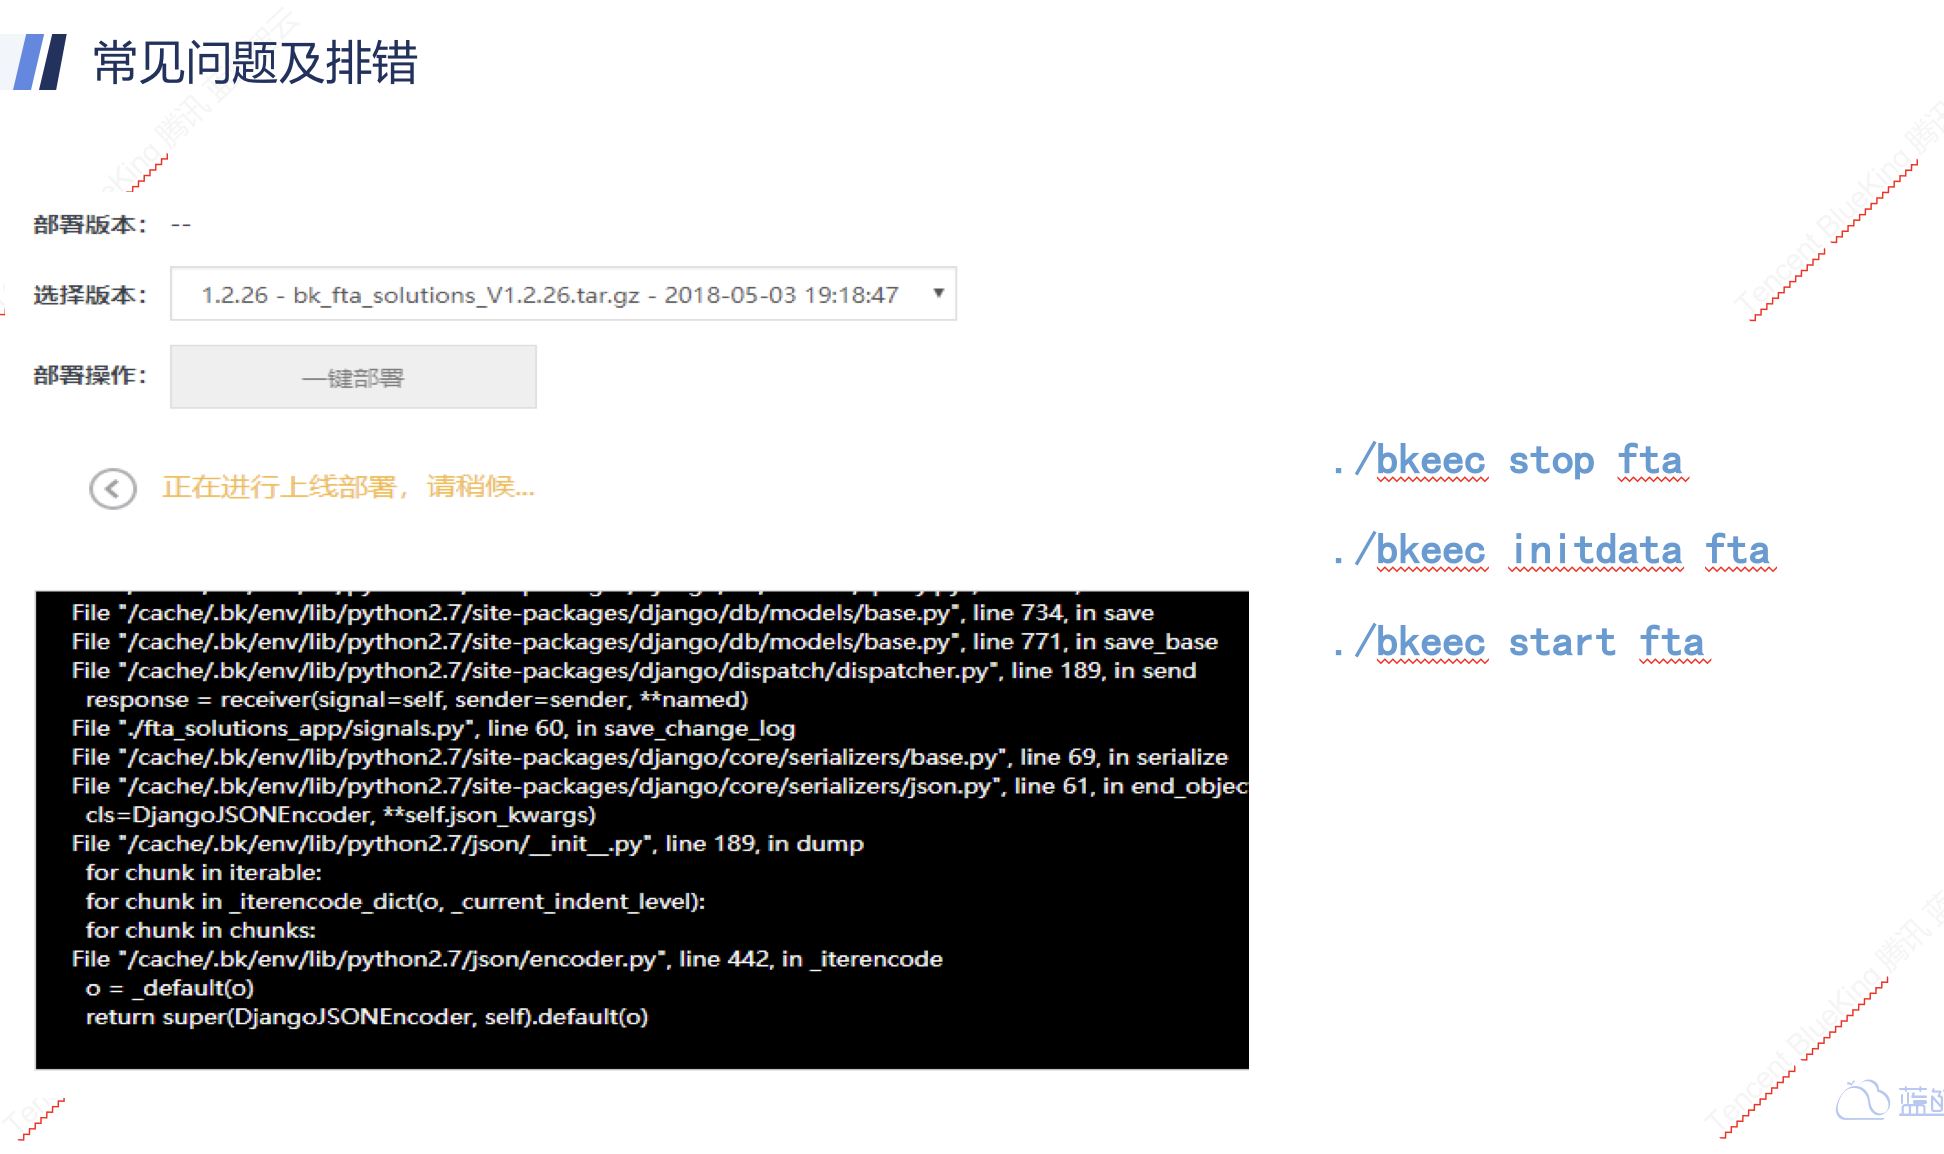 常见问题及排错
部署版本： --
选择版本： 1.2.26 - bk_fta_solutions_V1.2.26.tar.gz - 2018-05-03 19:18:47
部署操作： 一键部署
正在进行上线部署，请稍候...
File "/cache/.bk/env/lib/python2.7/site-packages/django/db/models/base.py", line 734, in save
File "/cache/.bk/env/lib/python2.7/site-packages/django/db/models/base.py", line 771, in save_base
File "/cache/.bk/env/lib/python2.7/site-packages/django/dispatch/dispatcher.py", line 189, in send
response = receiver(signal=self, sender=sender, **named)
File "./fta_solutions_app/signals.py", line 60, in save_change_log
File "/cache/.bk/env/lib/python2.7/site-packages/django/core/serializers/base.py", line 69, in serialize
File "/cache/.bk/env/lib/python2.7/site-packages/django/core/serializers/json.py", line 61, in end_objec
cls=DjangoJSONEncoder, **self.json_kwargs)
File "/cache/.bk/env/lib/python2.7/json/__init__.py", line 189, in dump
for chunk in iterable:
for chunk in _iterencode_dict(o, _current_indent_level):
for chunk in chunks:
File "/cache/.bk/env/lib/python2.7/json/encoder.py", line 442, in _iterencode
o = _default(o)
return super(DjangoJSONEncoder, self).default(o)
./bkeec stop fta
./bkeec initdata fta
./bkeec start fta
Tencent BlueKing 腾讯
Tencent BlueKing 腾讯 蓝
蓝